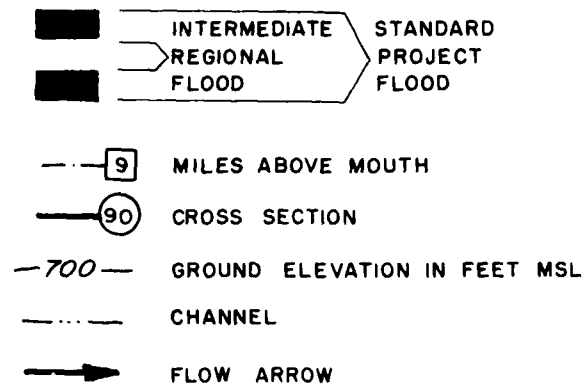 INTERMEDIATE REGIONAL FLOOD
STANDARD PROJECT FLOOD
9 MILES ABOVE MOUTH
90 CROSS SECTION
700 GROUND ELEVATION IN FEET MSL
CHANNEL
FLOW ARROW